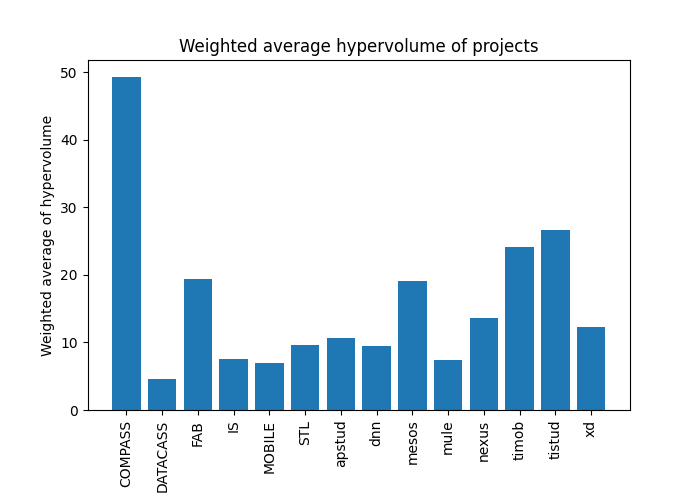 Weighted average hypervolume of projects
Weighted average of hypervolume
50
40
30
20
10
0
COMPASS
DATACASS
FAB
IS
MOBILE
STL
apstud
dnn
mesos
mule
nexus
timob
tistud
xd